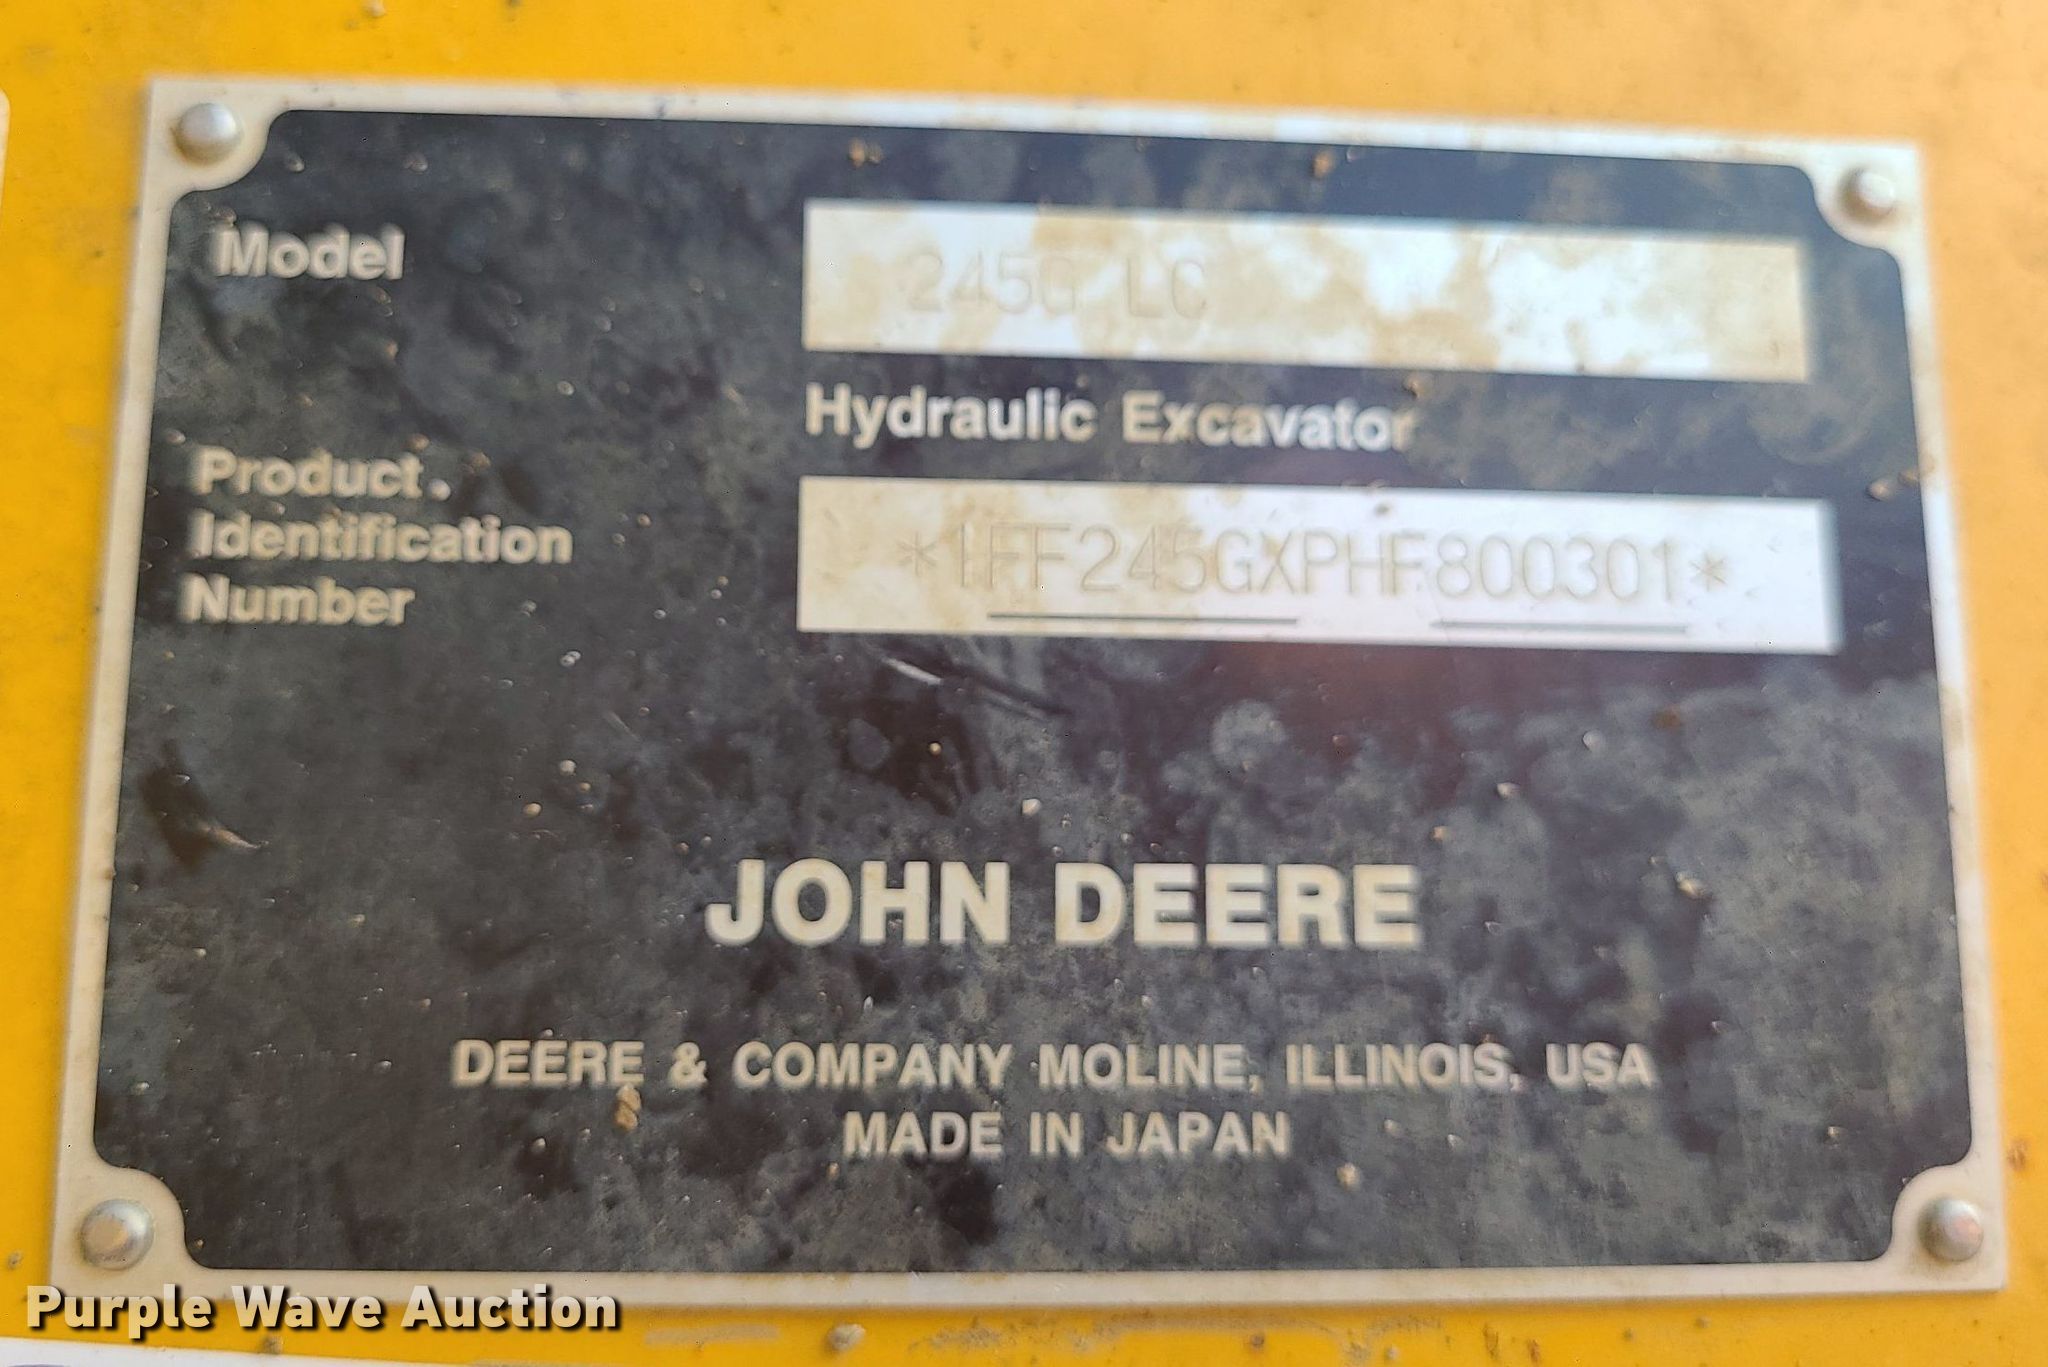 Model
245G LC
Hydraulic Excavator
Product
Identification
Number
*1FF245GXPHF800301*
JOHN DEERE
DEERE & COMPANY MOLINE, ILLINOIS, USA
MADE IN JAPAN
Purple Wave Auction